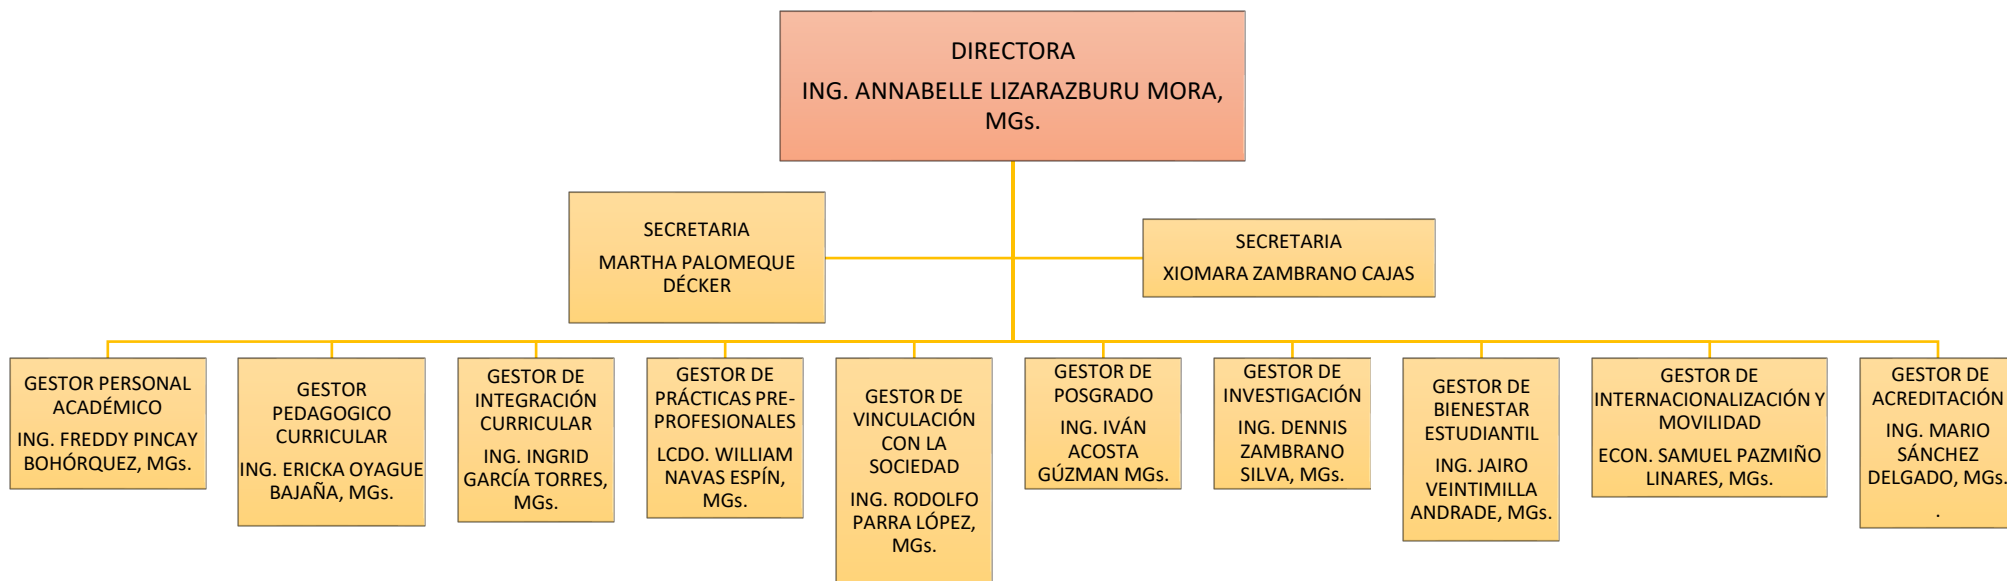 DIRECTORA
ING. ANNABELLE LIZARAZBURU MORA,
MGs.
SECRETARIA
MARTHA PALOMEQUE
DÉCKER
SECRETARIA
XIOMARA ZAMBRANO CAJAS
GESTOR PERSONAL
ACADÉMICO
ING. FREDDY PINCAY
BOHÓRQUEZ, MGs.
GESTOR
PEDAGOGICO
CURRICULAR
ING. ERICKA OYAGUE
BAJAÑA, MGs.
GESTOR DE
INTEGRACIÓN
CURRICULAR
ING. INGRID
GARCÍA TORRES,
MGs.
GESTOR DE
PRÁCTICAS PRE-
PROFESIONALES
LCDO. WILLIAM
NAVAS ESPÍN,
MGs.
GESTOR DE
VINCULACIÓN
CON LA
SOCIEDAD
ING. RODOLFO
PARRA LÓPEZ,
MGs.
GESTOR DE
POSGRADO
ING. IVÁN
ACOSTA
GÚZMAN MGs.
GESTOR DE
INVESTIGACIÓN
ING. DENNIS
ZAMBRANO
SILVA, MGs.
GESTOR DE
BIENESTAR
ESTUDIANTIL
ING. JAIRO
VEINTIMILLA
ANDRADE, MGs.
GESTOR DE
INTERNACIONALIZACIÓN Y
MOVILIDAD
ECON. SAMUEL PAZMIÑO
LINARES, MGs.
GESTOR DE
ACREDITACIÓN
ING. MARIO
SÁNCHEZ
DELGADO, MGs.
.